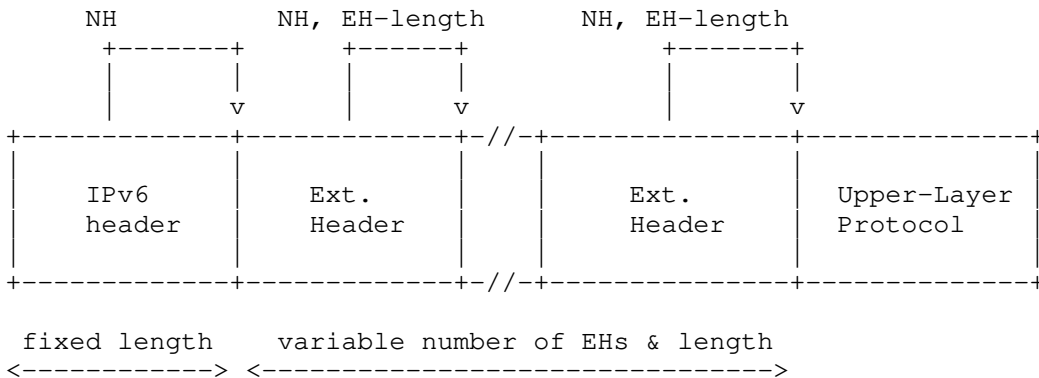 NH NH, EH-length NH, EH-length
IPv6 Ext. Ext. Upper-Layer
header Header Header Protocol
fixed length variable number of EHs & length